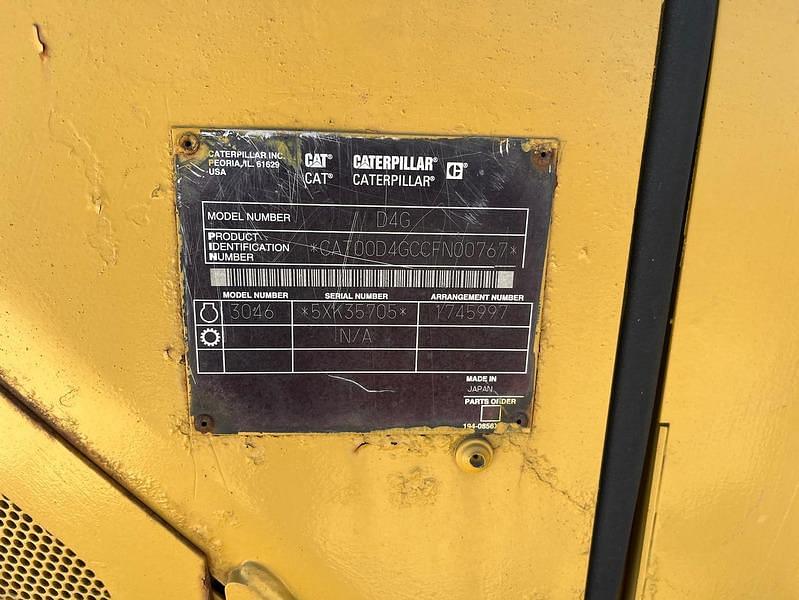 CATERPILLAR INC.
PEORIA, IL. 61629
USA
CAT® CATERPILLAR®
CAT® CATERPILLAR®
MODEL NUMBER D4G
PRODUCT
IDENTIFICATION
NUMBER *CAT00D4GCCFN00767*
MODEL NUMBER SERIAL NUMBER ARRANGEMENT NUMBER
3046 *5XK35705* 1745997
N/A
MADE IN
JAPAN
PARTS ORDER